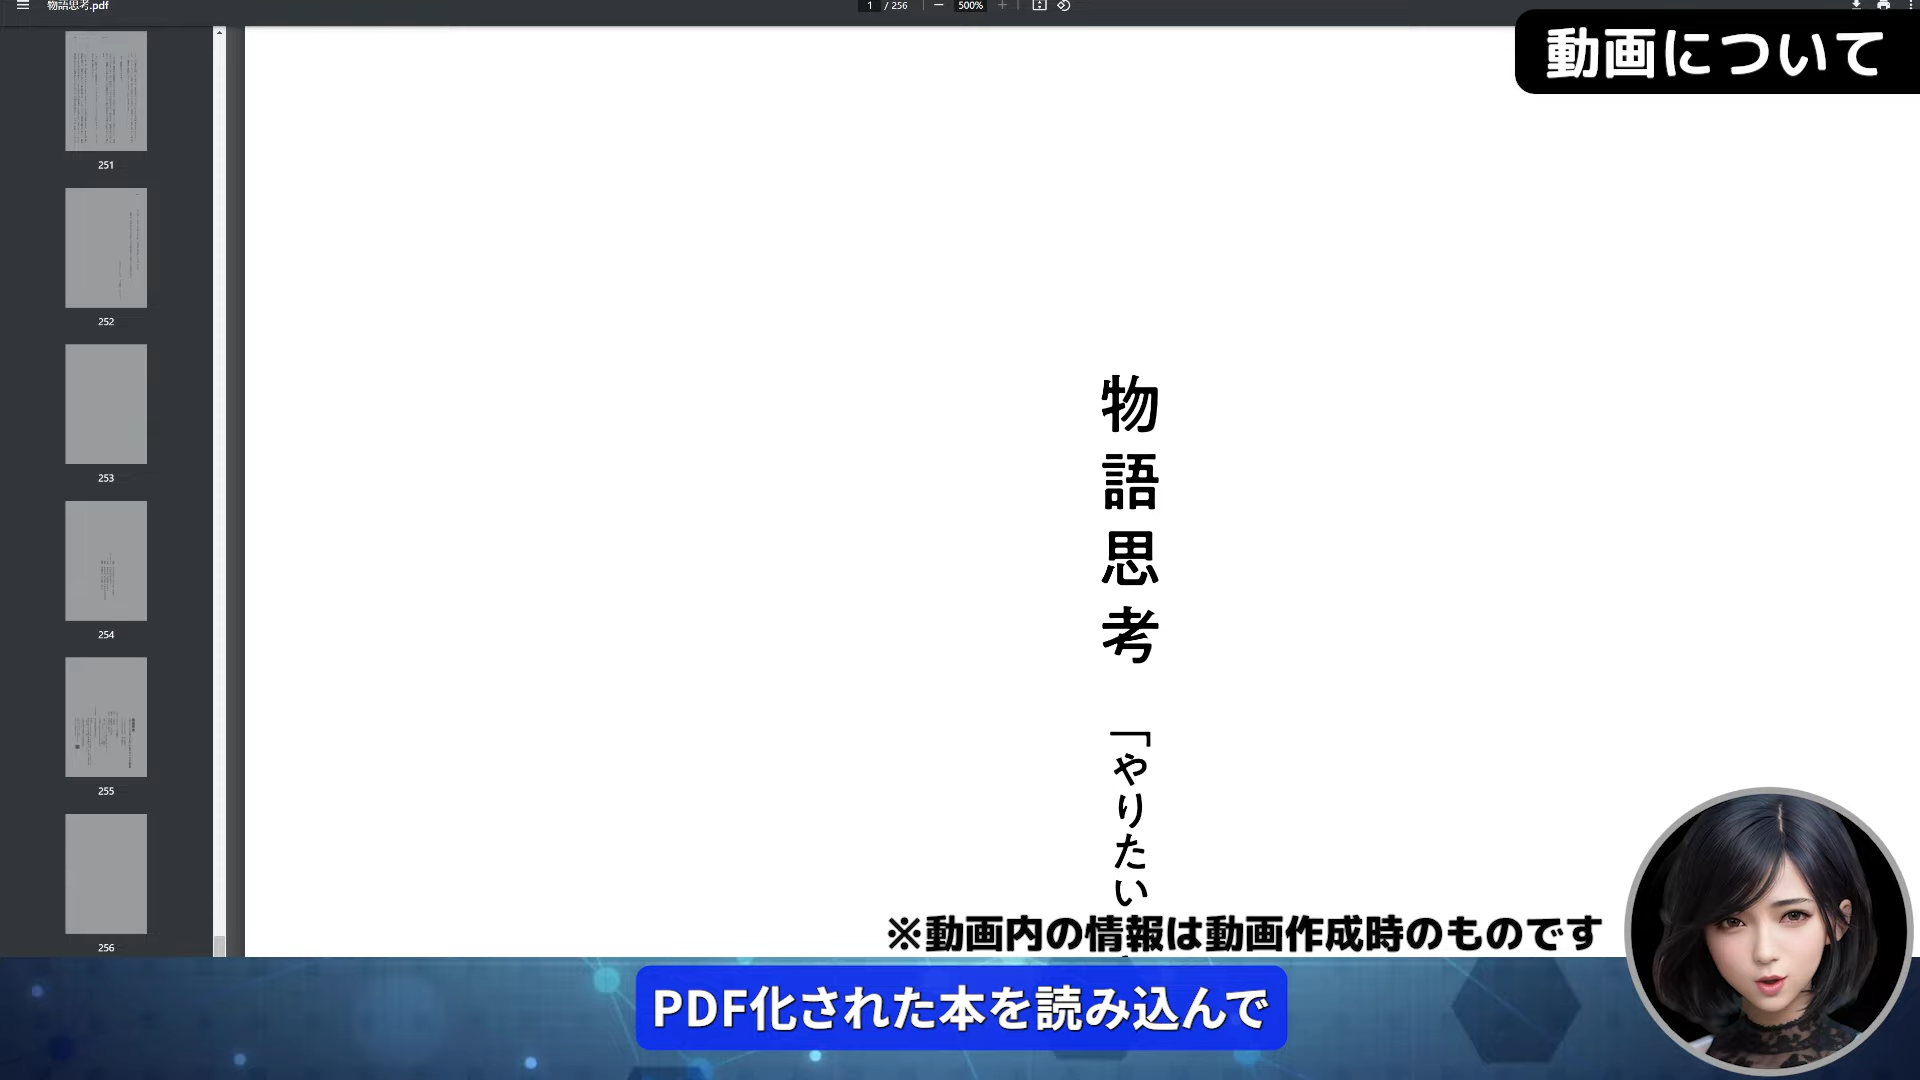 物語思考.pdf
1 / 256
500%
動画について
251
252
253
254
255
256
物語思考
「やりたい
※動画内の情報は動画作成時のものです
PDF化された本を読み込んで